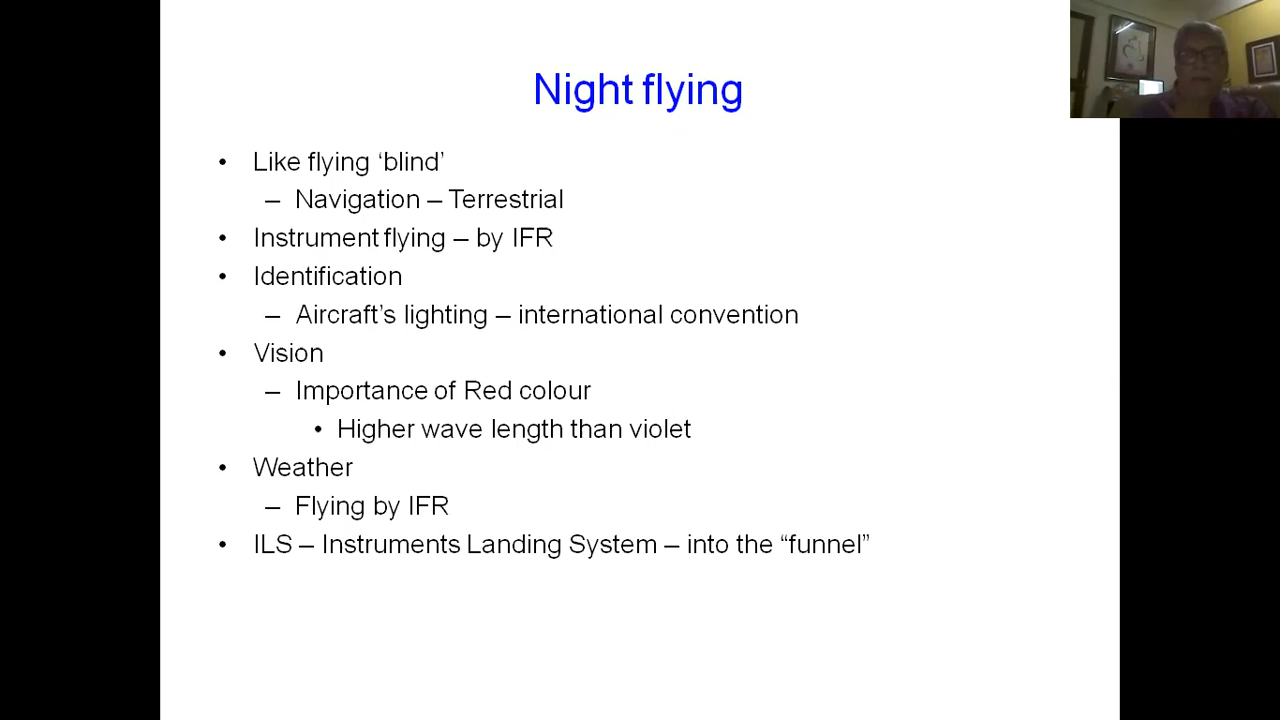 Night flying
• Like flying ‘blind’
– Navigation – Terrestrial
• Instrument flying – by IFR
• Identification
– Aircraft’s lighting – international convention
• Vision
– Importance of Red colour
• Higher wave length than violet
• Weather
– Flying by IFR
• ILS – Instruments Landing System – into the “funnel”